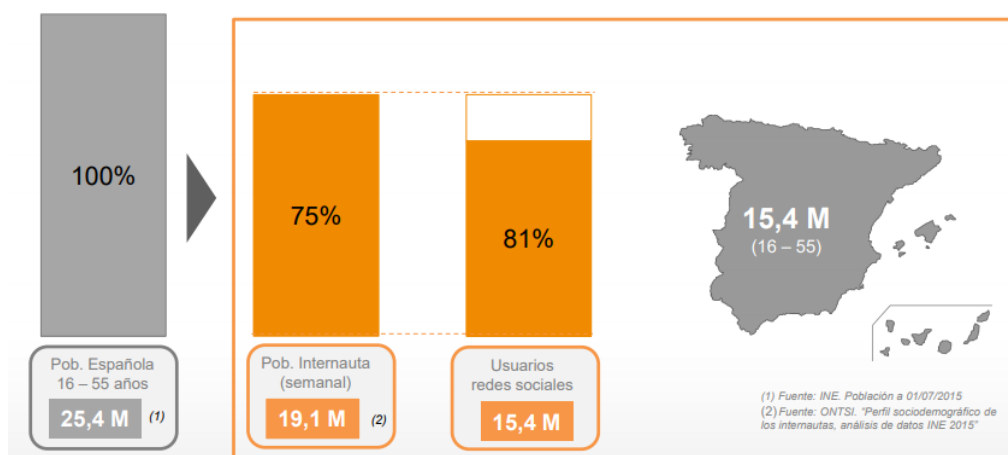 100%
75%
81%
15,4 M
(16 – 55)
Pob. Española
16 – 55 años
25,4 M (1)
Pob. Internauta
(semanal)
19,1 M (2)
Usuarios
redes sociales
15,4 M
(1) Fuente: INE. Población a 01/07/2015
(2) Fuente: ONTSI. "Perfil sociodemográfico de
los internautas, análisis de datos INE 2015"